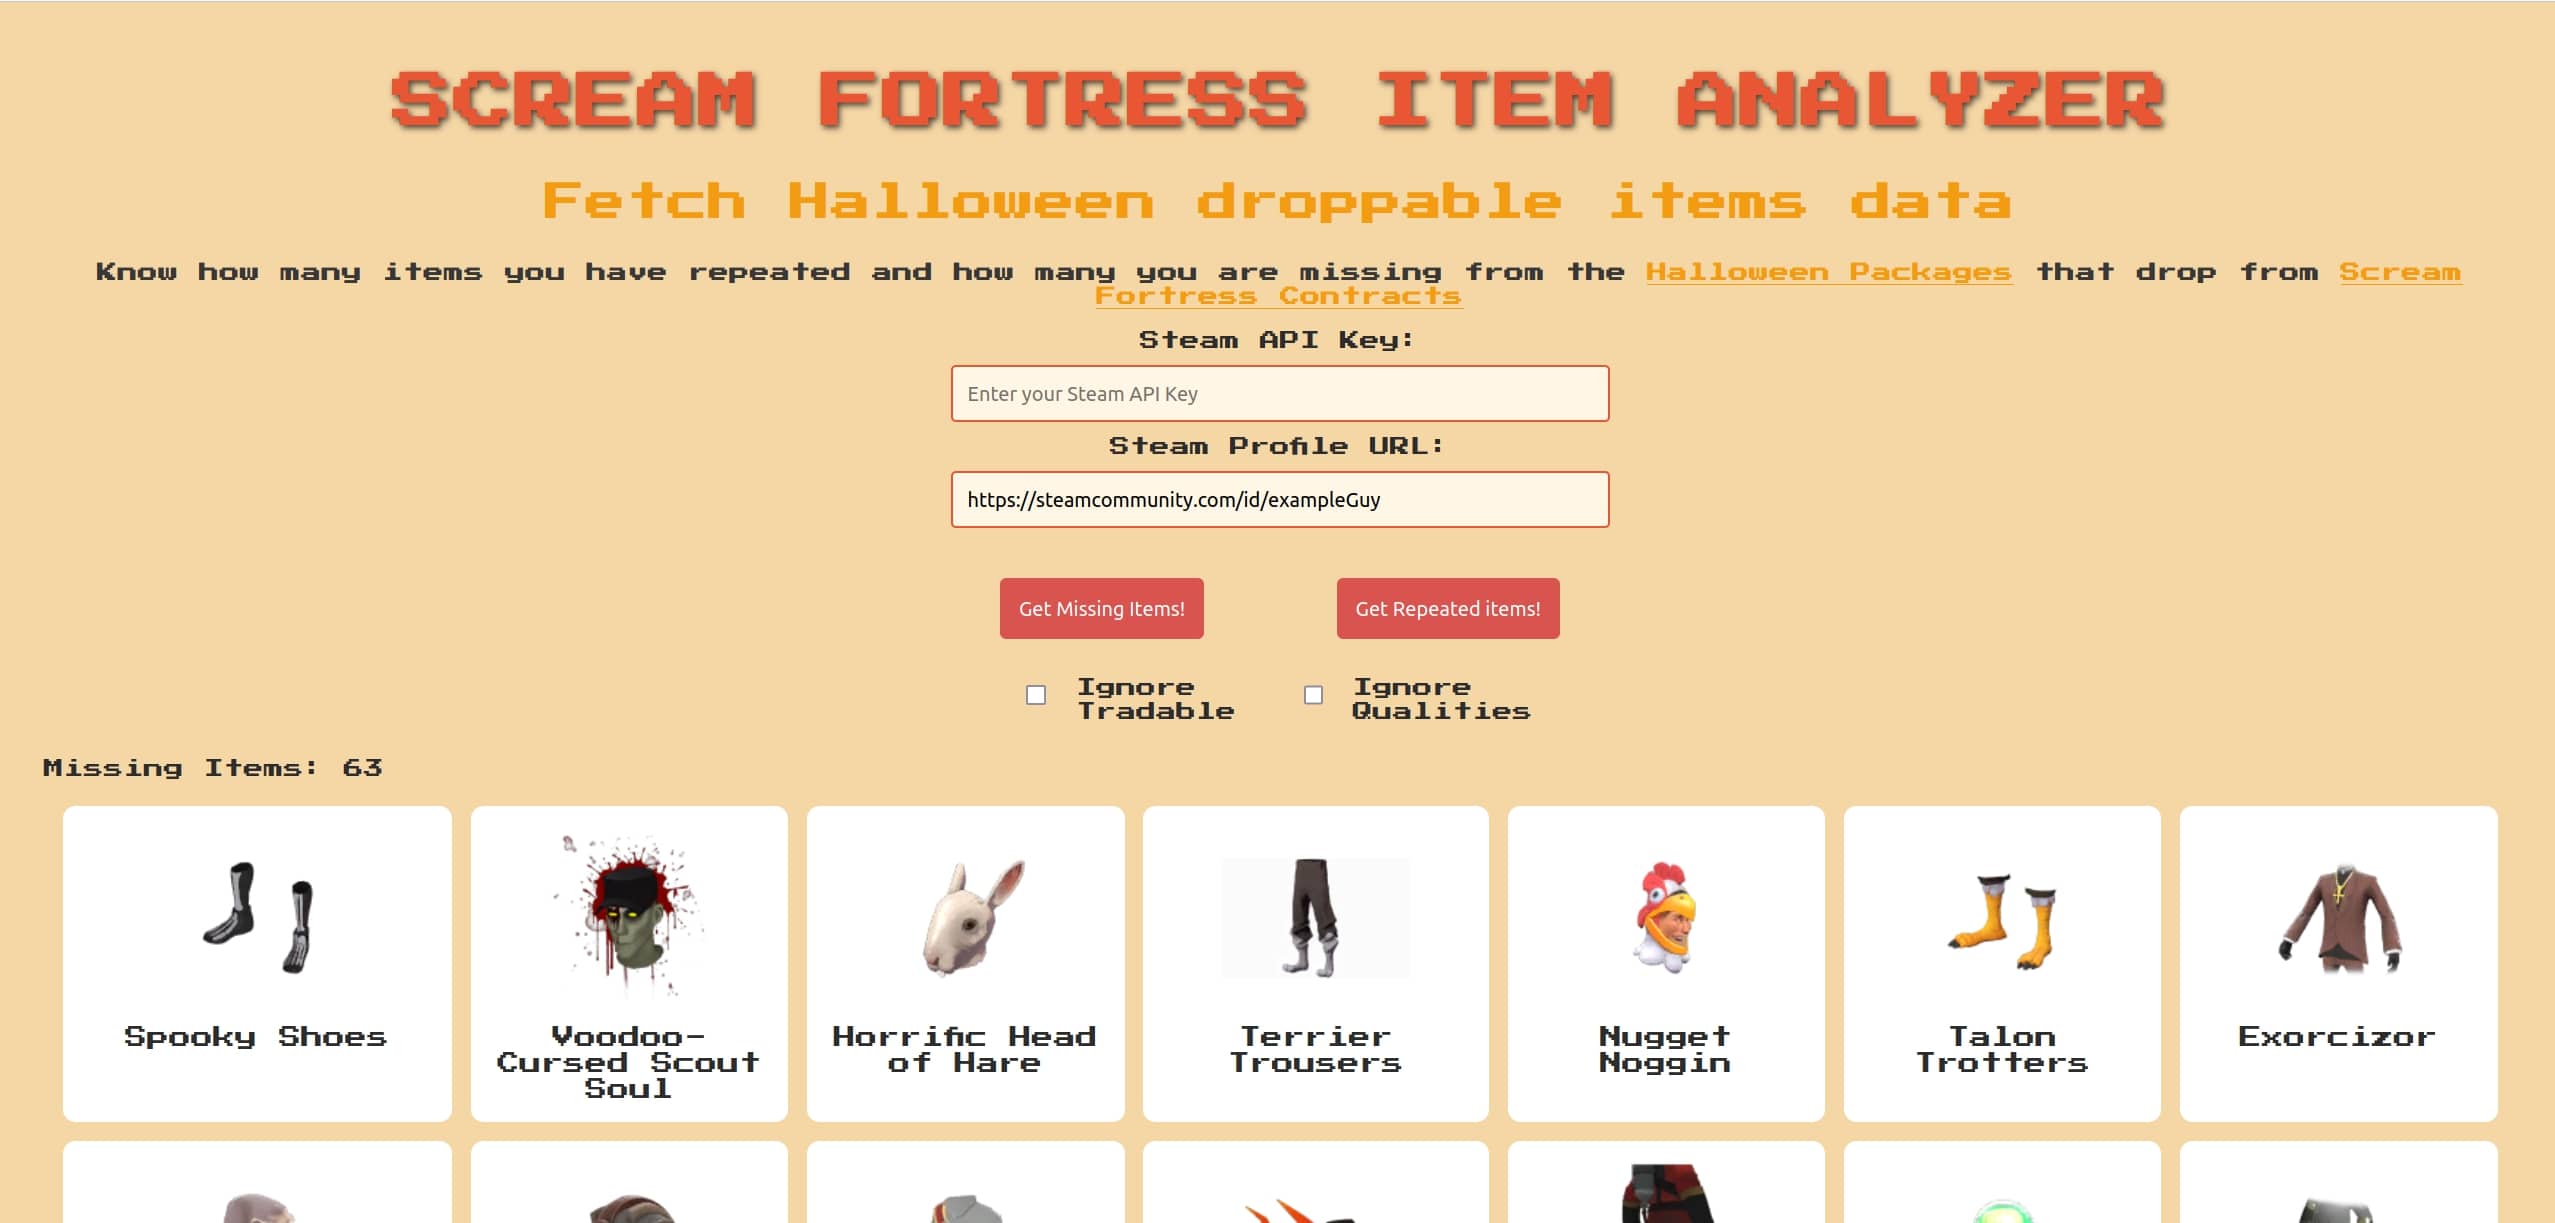 SCREAM FORTRESS ITEM ANALYZER
Fetch Halloween droppable items data
Know how many items you have repeated and how many you are missing from the Halloween Packages that drop from Scream
Fortress Contracts
Steam API Key:
Enter your Steam API Key
Steam Profile URL:
https://steamcommunity.com/id/exampleGuy
Get Missing Items!
Get Repeated items!
Ignore
Tradable
Ignore
Qualities
Missing Items: 63
Spooky Shoes
Voodoo-
Cursed Scout
Soul
Horrific Head
of Hare
Terrier
Trousers
Nugget
Noggin
Talon
Trotters
Exorcizor